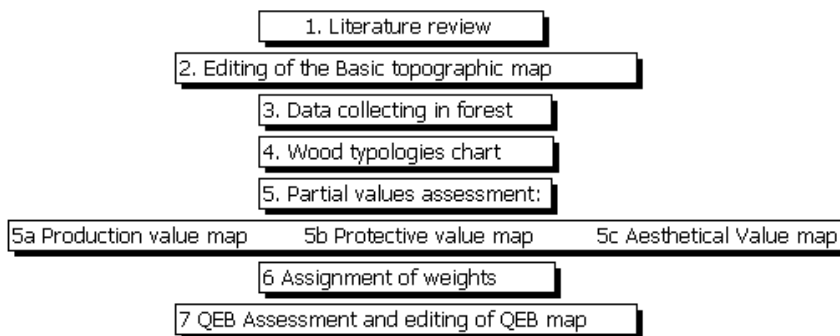 1. Literature review
2. Editing of the Basic topographic map
3. Data collecting in forest
4. Wood typologies chart
5. Partial values assessment:
5a Production value map 5b Protective value map 5c Aesthetical Value map
6 Assignment of weights
7 QEB Assessment and editing of QEB map